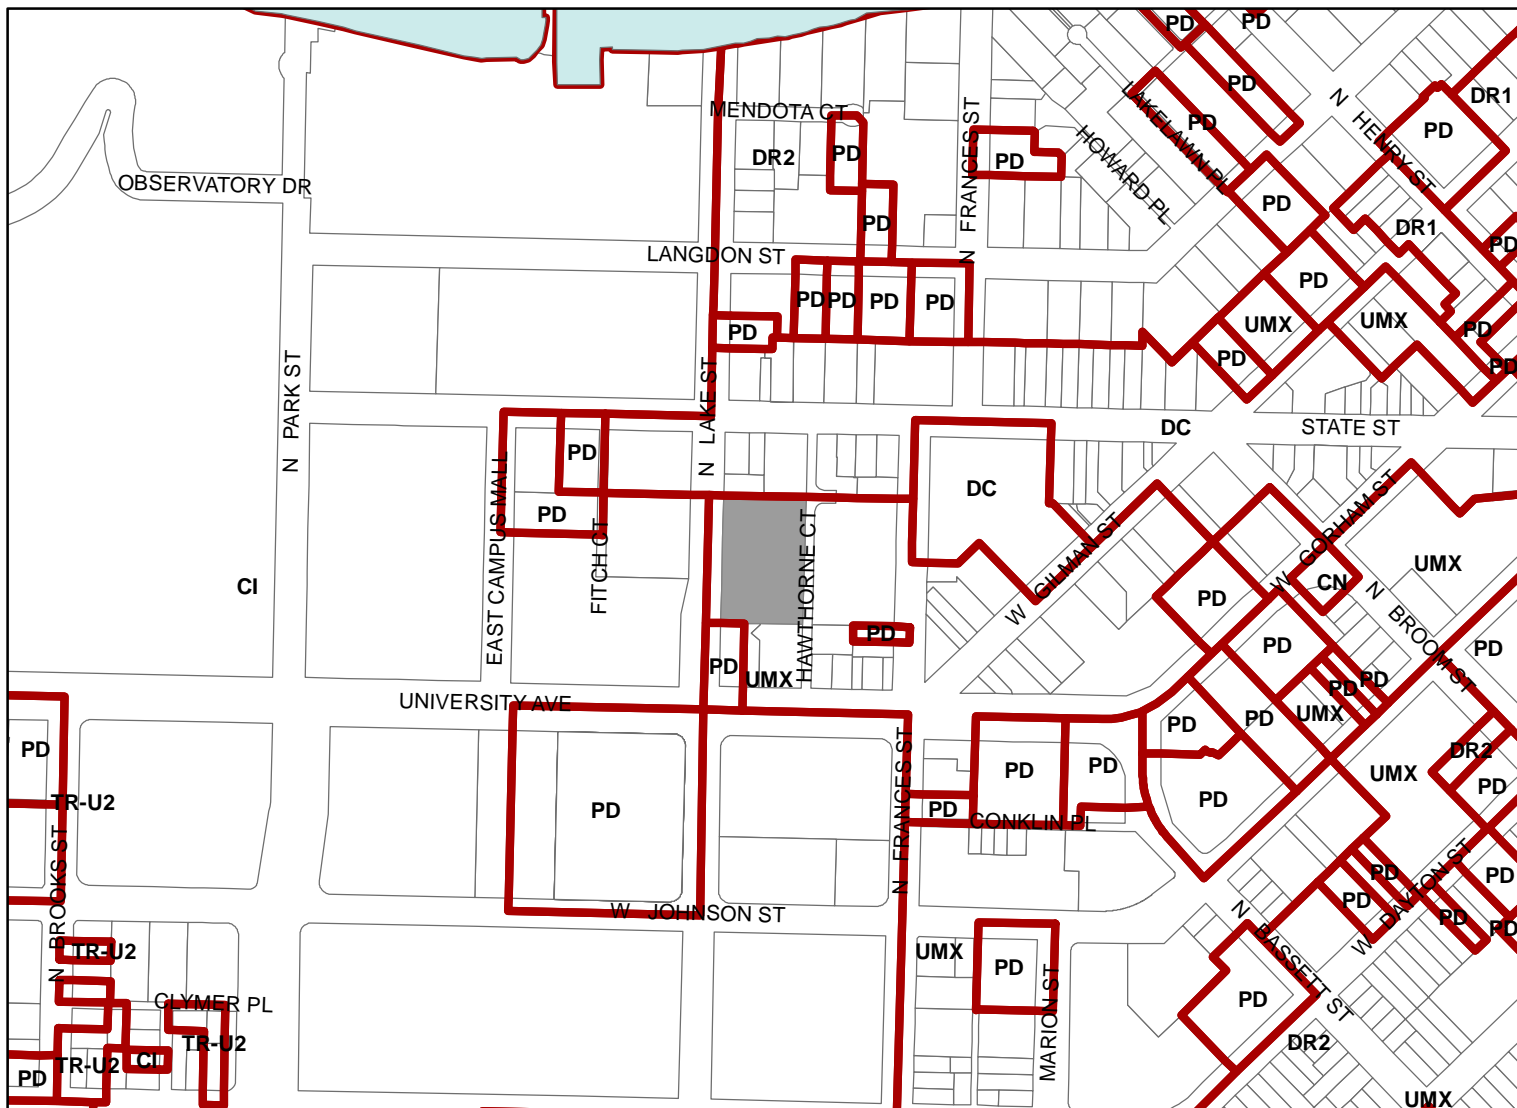 PD
PD
PD
DR1
N HENRY ST
PD
MENDOTA CT
LAKELAWN PL
PD
N FRANCES ST
HOWARD PL
DR2
PD
PD
OBSERVATORY DR
PD
PD
DR1
PD
LANGDON ST
PD
PD
PD
PD
PD
UMX
UMX
PD
PD
PD
PD
N PARK ST
N LAKE ST
DC
STATE ST
PD
EAST CAMPUS MALL
DC
PD
FITCH CT
HAWTHORNE CT
W GILMAN ST
W GORHAM ST
UMX
CN
N BROOM ST
CI
PD
PD
PD
PD
PD
UMX
PD
PD
UMX
UNIVERSITY AVE
PD
PD
PD
N FRANCES ST
DR2
PD
PD
UMX
PD
TR-U2
PD
PD
PD
CONKLIN PL
N BROOKS ST
PD
PD
PD
W DAYTON ST
W JOHNSON ST
PD
PD
N BASSETT ST
TR-U2
UMX
PD
MARION ST
PD
CLYMER PL
TR-U2
DR2
TR-U2
CI
PD
UMX